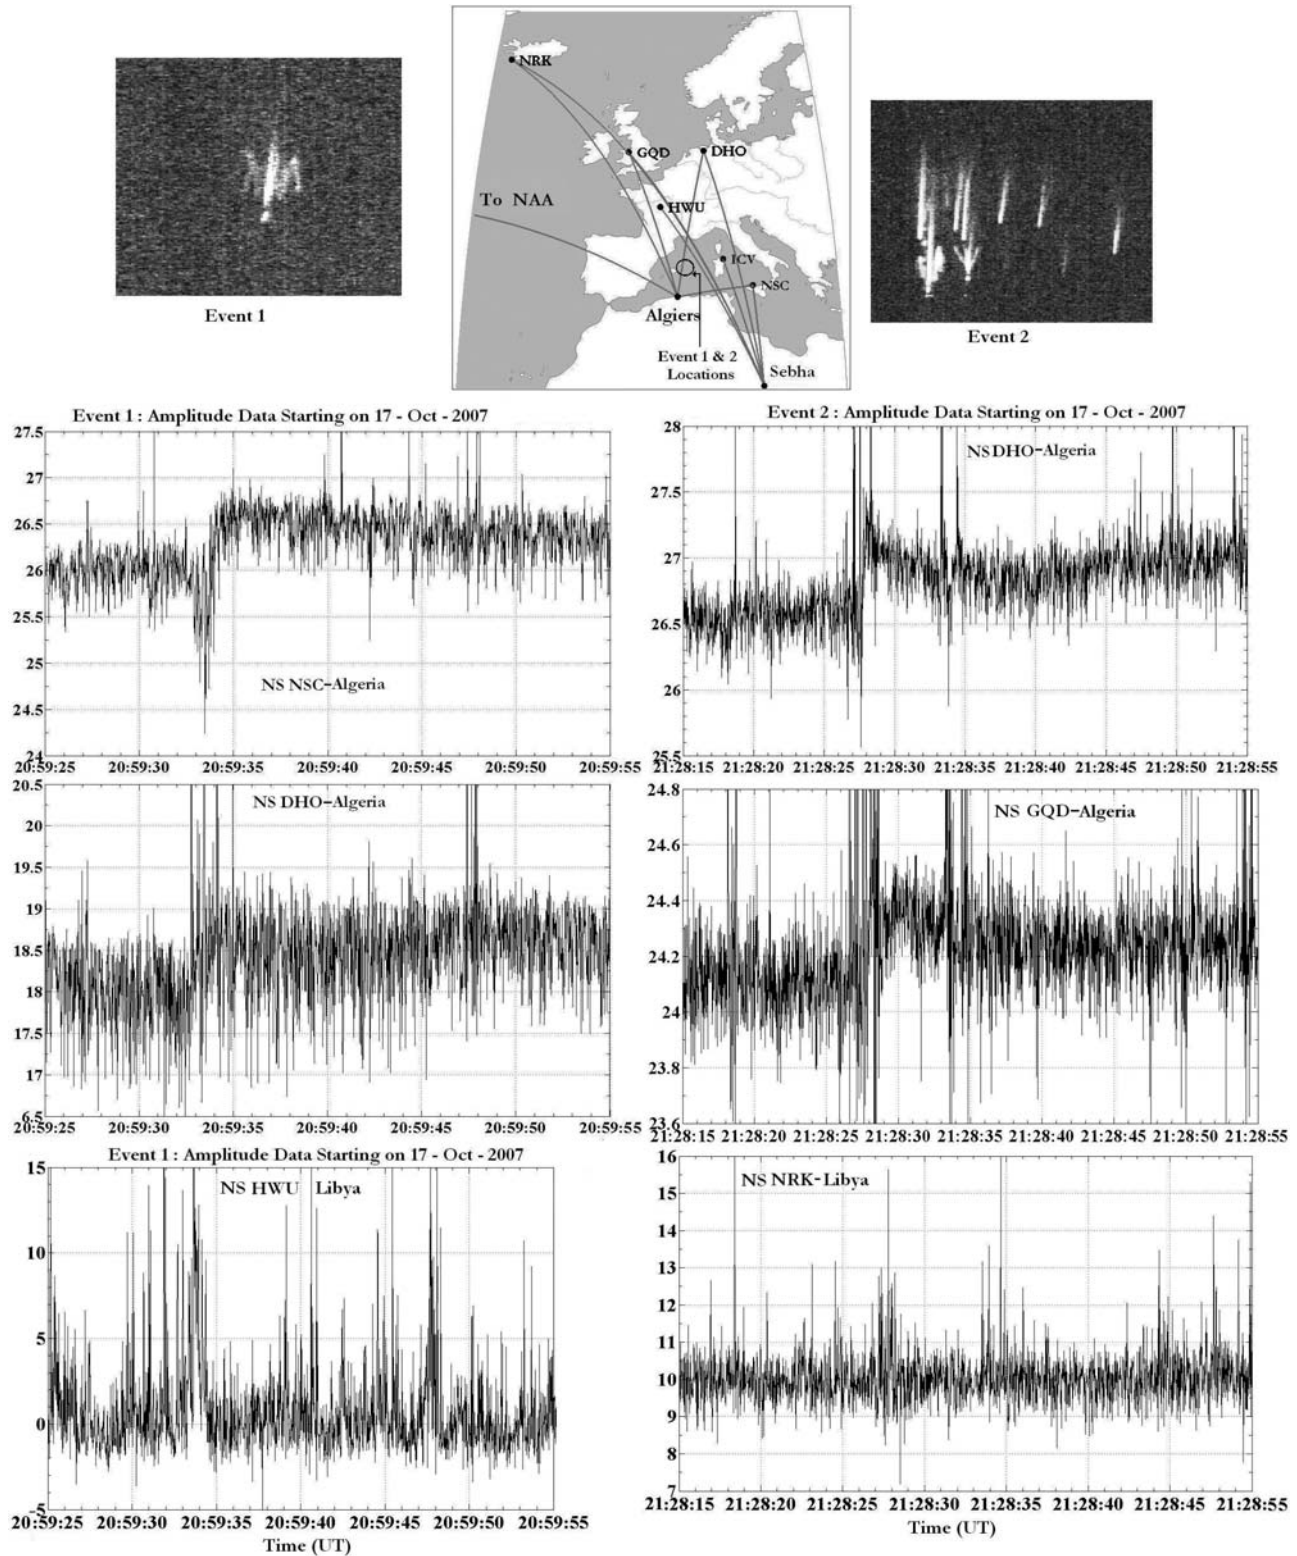 NRK
GQD
DHO
To NAA
HWU
ICV
NSC
Algiers
Event 1 & 2
Locations
Sebha
Event 1
Event 2
Event 1 : Amplitude Data Starting on 17 - Oct - 2007
27.5
27
26.5
26
25.5
25
24.5
24
NS NSC-Algeria
20:59:25 20:59:30 20:59:35 20:59:40 20:59:45 20:59:50 20:59:55
Event 2 : Amplitude Data Starting on 17 - Oct - 2007
28
27.5
27
26.5
26
25.5
NS DHO-Algeria
21:28:15 21:28:20 21:28:25 21:28:30 21:28:35 21:28:40 21:28:45 21:28:50 21:28:55
20.5
20
19.5
19
18.5
18
17.5
17
6.5
NS DHO-Algeria
20:59:25 20:59:30 20:59:35 20:59:40 20:59:45 20:59:50 20:59:55
24.8
24.6
24.4
24.2
24
23.8
23.6
NS GQD-Algeria
21:28:15 21:28:20 21:28:25 21:28:30 21:28:35 21:28:40 21:28:45 21:28:50 21:28:55
Event 1 : Amplitude Data Starting on 17 - Oct - 2007
15
10
5
0
-5
NS HWU Libya
20:59:25 20:59:30 20:59:35 20:59:40 20:59:45 20:59:50 20:59:55
Time (UT)
16
15
14
13
12
11
10
9
8
7
NS NRK-Libya
21:28:15 21:28:20 21:28:25 21:28:30 21:28:35 21:28:40 21:28:45 21:28:55
Time (UT)